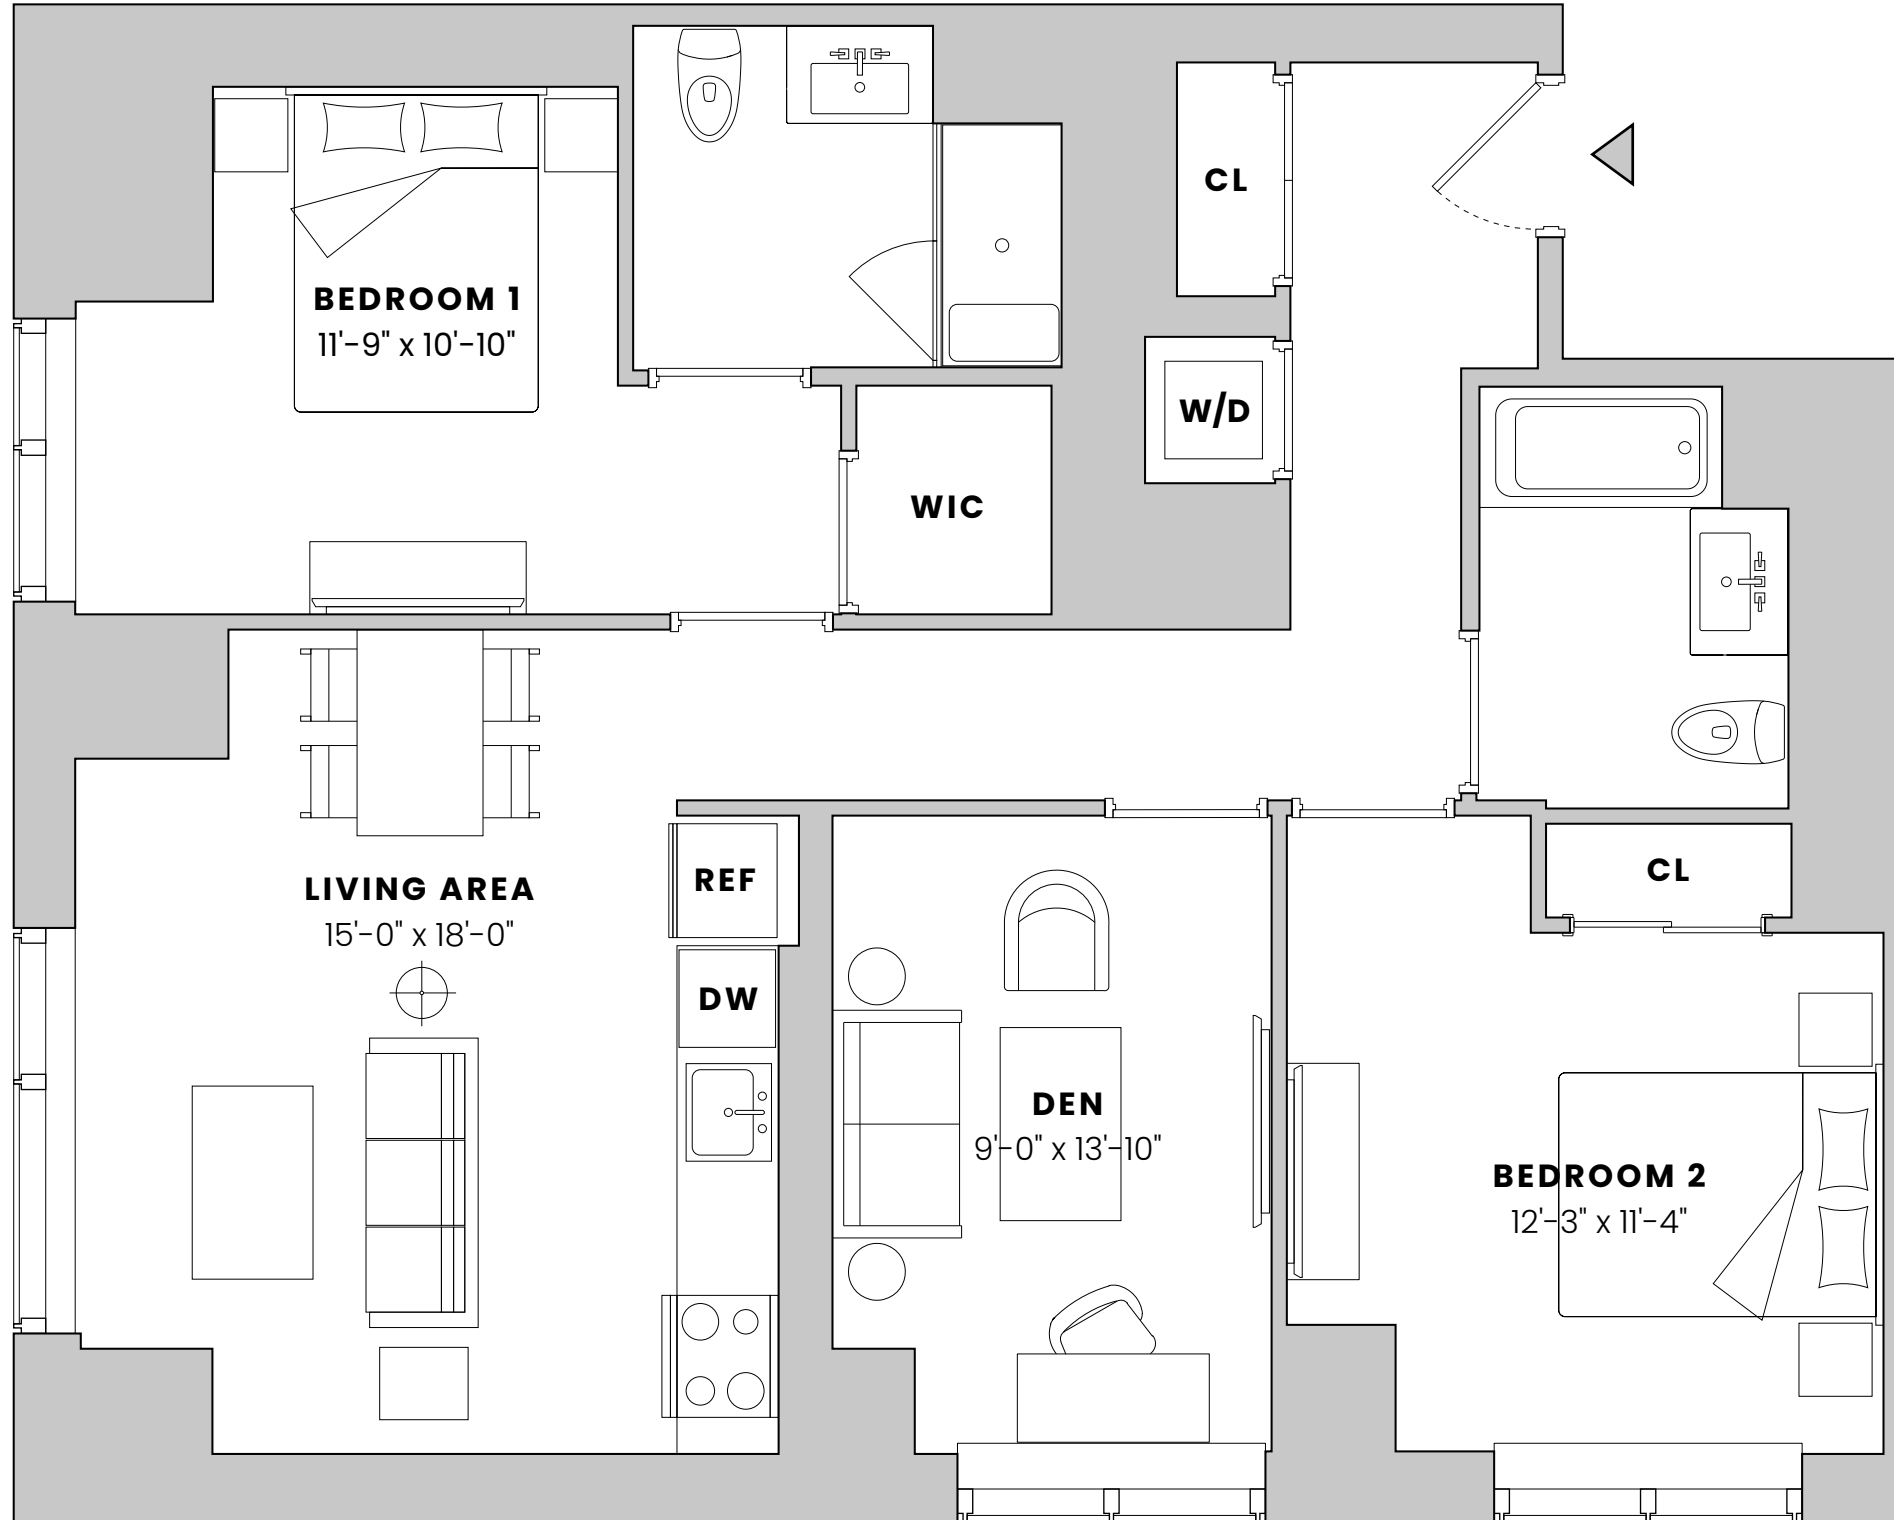 CL
BEDROOM 1
11'-9" x 10'-10"
W/D
WIC
LIVING AREA
15'-0" x 18'-0"
REF
CL
DW
DEN
9'-0" x 13'-10"
BEDROOM 2
12'-3" x 11'-4"